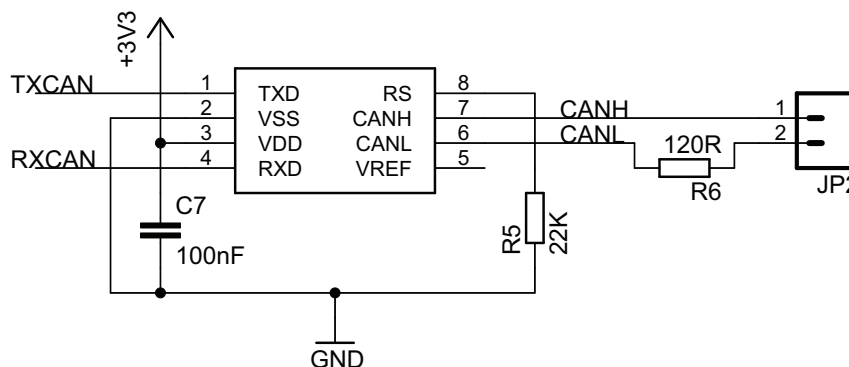 +3V3
TXCAN
1
TXD
RS
8
2
VSS
CANH
7
CANH
1
3
VDD
CANL
6
CANL
2
RXCAN
4
RXD
VREF
5
120R
R6
JP2
C7
100nF
R5
22K
GND